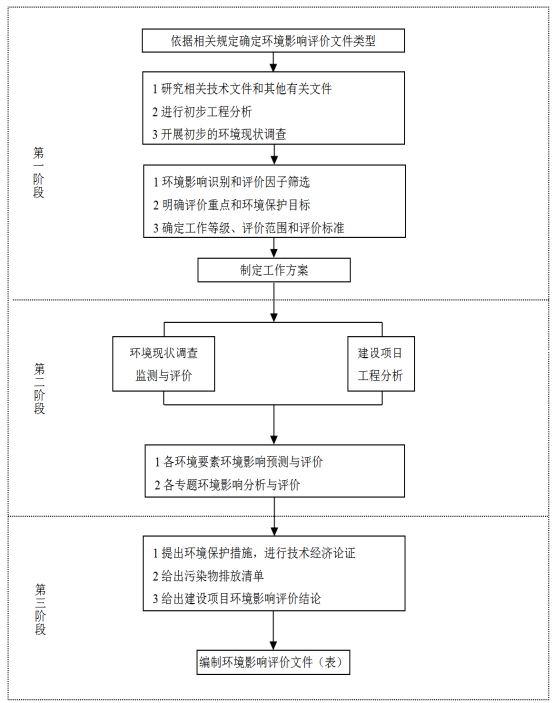 依据相关规定确定环境影响评价文件类型
1 研究相关技术文件和其他有关文件
2 进行初步工程分析
3 开展初步的环境现状调查
第一阶段
1 环境影响识别和评价因子筛选
2 明确评价重点和环境保护目标
3 确定工作等级、评价范围和评价标准
制定工作方案
第二阶段
环境现状调查
监测与评价
建设项目
工程分析
1 各环境要素环境影响预测与评价
2 各专题环境影响分析与评价
第三阶段
1 提出环境保护措施，进行技术经济论证
2 给出污染物排放清单
3 给出建设项目环境影响评价结论
编制环境影响评价文件（表）